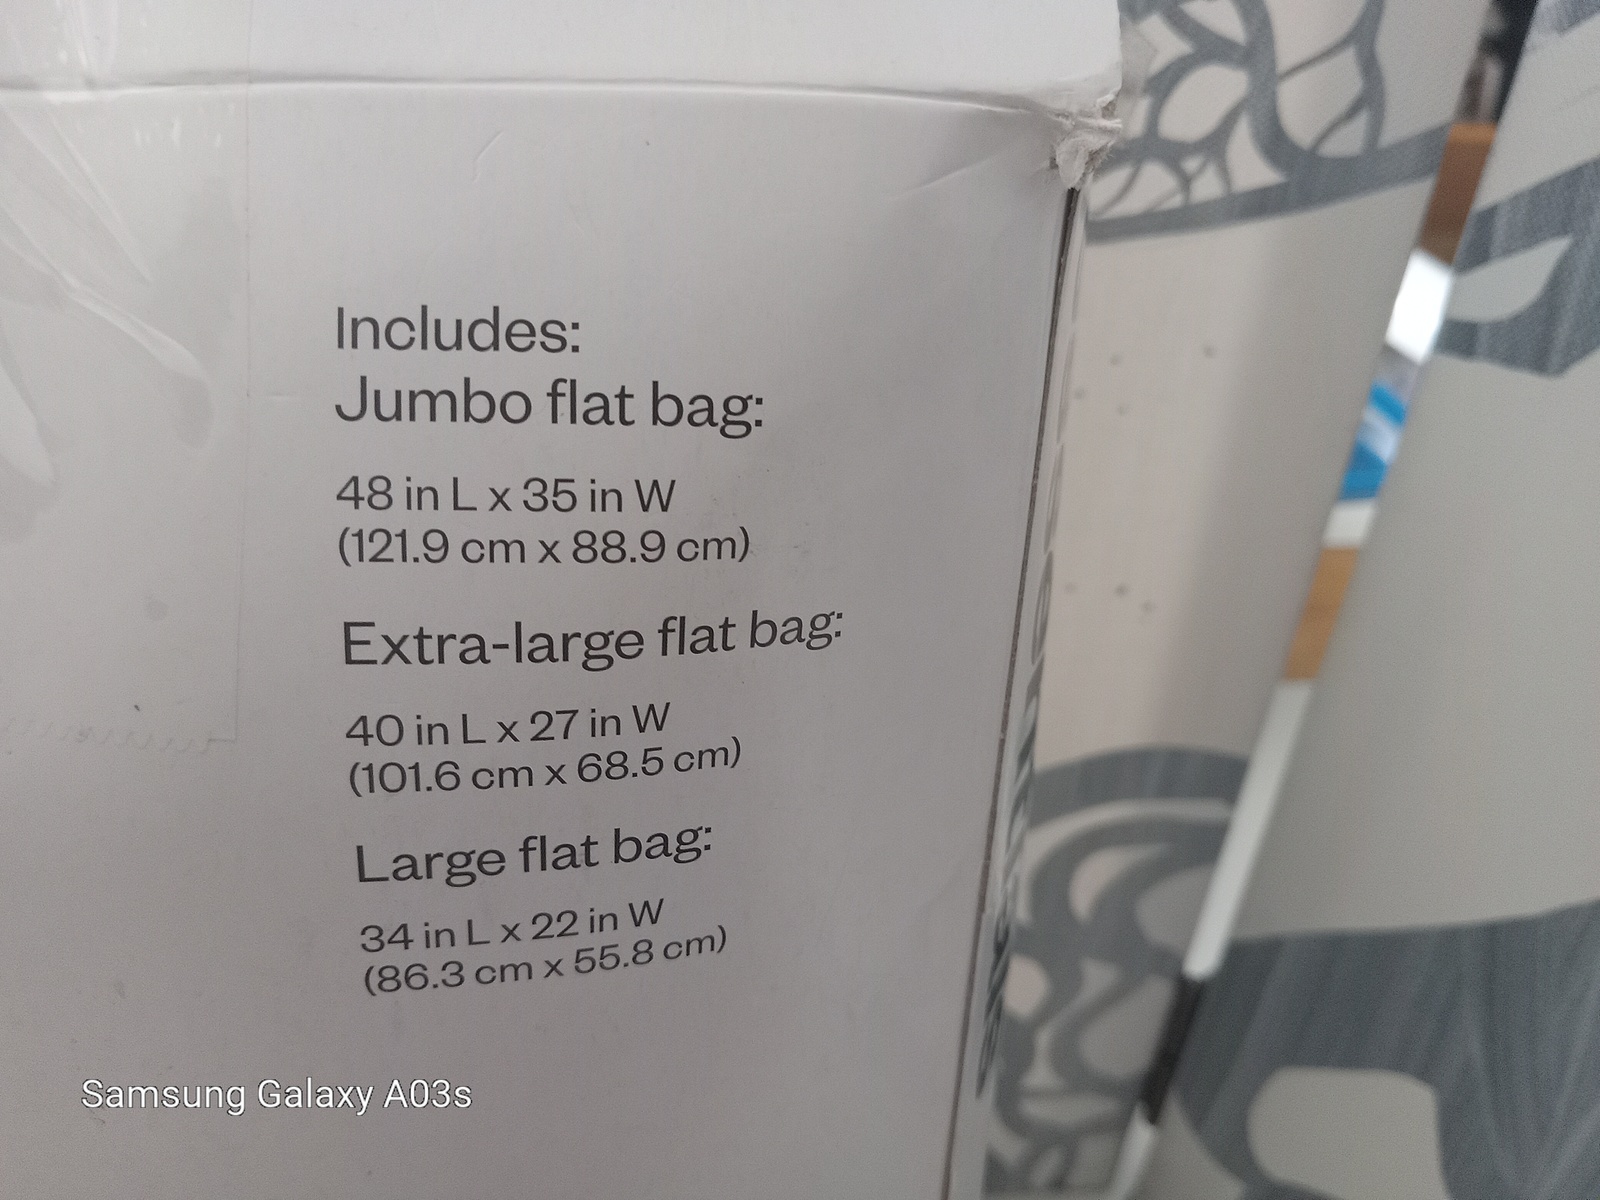 Includes:
Jumbo flat bag:
48 in L x 35 in W
(121.9 cm x 88.9 cm)
Extra-large flat bag:
40 in L x 27 in W
(101.6 cm x 68.5 cm)
Large flat bag:
34 in L x 22 in W
(86.3 cm x 55.8 cm)
Samsung Galaxy A03s